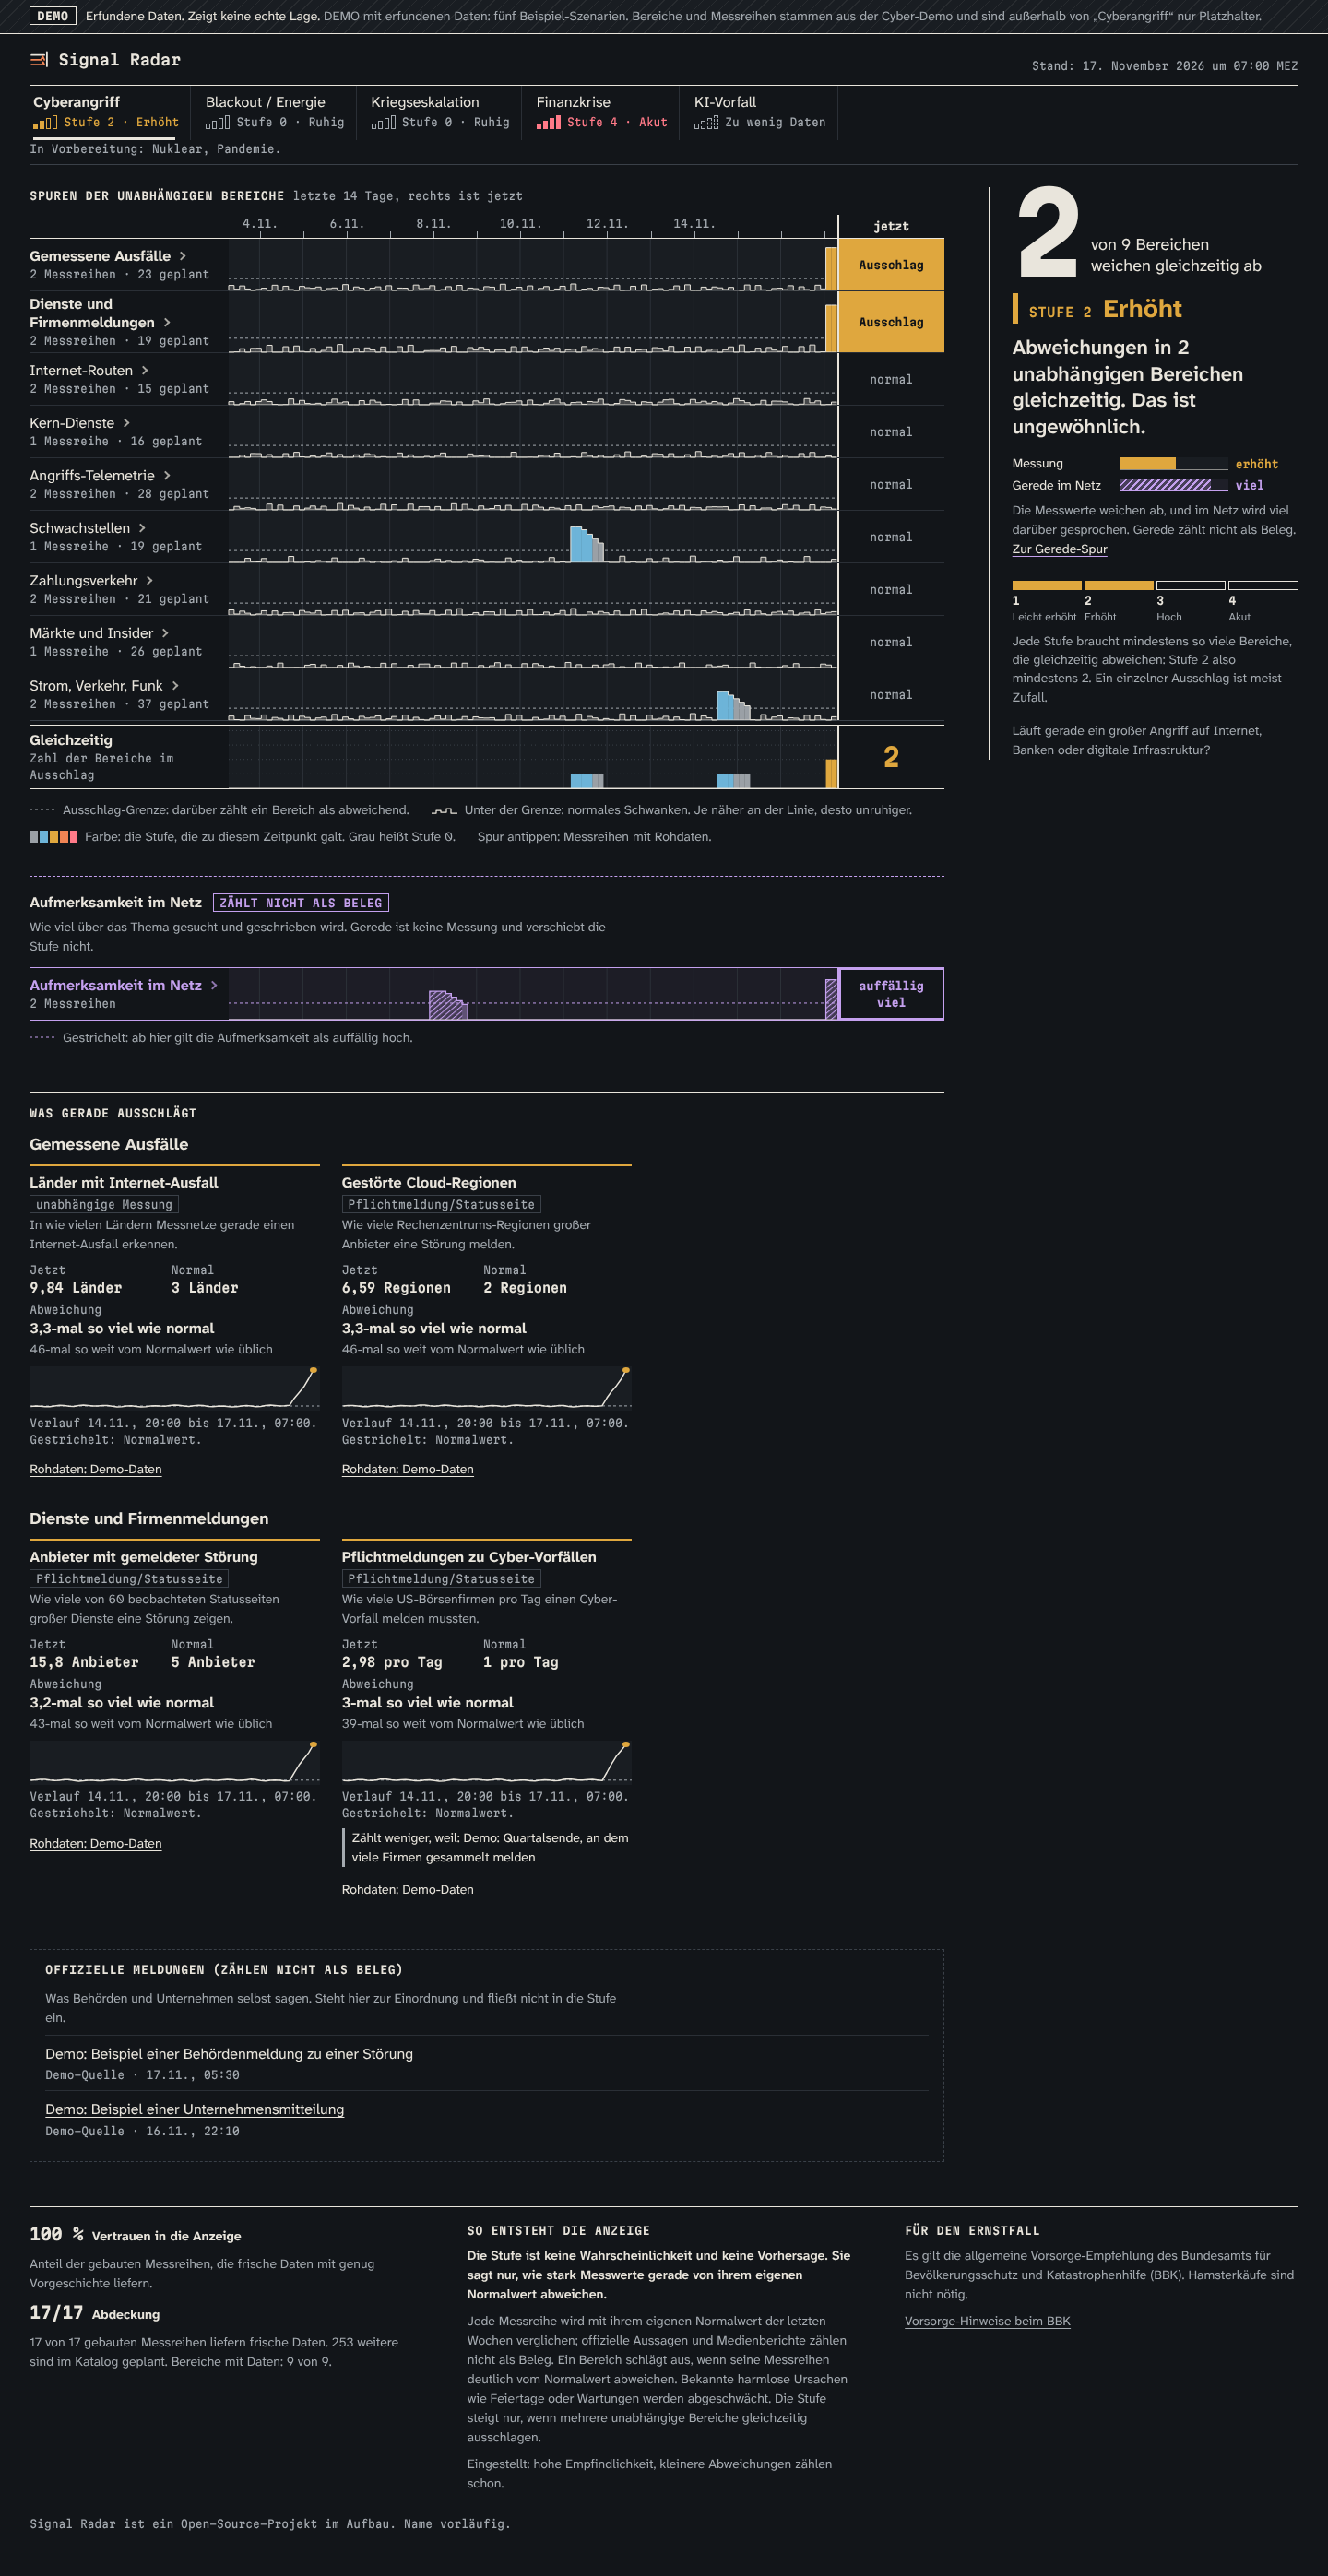 DEMO Erfundene Daten. Zeigt keine echte Lage. DEMO mit erfundenen Daten: fünf Beispiel-Szenarien. Bereiche und Messreihen stammen aus der Cyber-Demo und sind außerhalb von „Cyberangriff“ nur Platzhalter.
Signal Radar
Stand: 17. November 2026 um 07:00 MEZ
Cyberangriff
Stufe 2 · Erhöht
Blackout / Energie
Stufe 0 · Ruhig
Kriegseskalation
Stufe 0 · Ruhig
Finanzkrise
Stufe 4 · Akut
KI-Vorfall
Zu wenig Daten
In Vorbereitung: Nuklear, Pandemie.
SPUREN DER UNABHÄNGIGEN BEREICHE letzte 14 Tage, rechts ist jetzt
4.11. 6.11. 8.11. 10.11. 12.11. 14.11. jetzt
Gemessene Ausfälle
2 Messreihen · 23 geplant
Ausschlag
Dienste und
Firmenmeldungen
2 Messreihen · 19 geplant
Ausschlag
Internet-Routen
2 Messreihen · 15 geplant
normal
Kern-Dienste
1 Messreihe · 16 geplant
normal
Angriffs-Telemetrie
2 Messreihen · 28 geplant
normal
Schwachstellen
1 Messreihe · 19 geplant
normal
Zahlungsverkehr
2 Messreihen · 21 geplant
normal
Märkte und Insider
1 Messreihe · 26 geplant
normal
Strom, Verkehr, Funk
2 Messreihen · 37 geplant
normal
Gleichzeitig
Zahl der Bereiche im
Ausschlag
2
Ausschlag-Grenze: darüber zählt ein Bereich als abweichend.
Unter der Grenze: normales Schwanken. Je näher an der Linie, desto unruhiger.
Farbe: die Stufe, die zu diesem Zeitpunkt galt. Grau heißt Stufe 0.
Spur antippen: Messreihen mit Rohdaten.
2 von 9 Bereichen
weichen gleichzeitig ab
STUFE 2 Erhöht
Abweichungen in 2
unabhängigen Bereichen
gleichzeitig. Das ist
ungewöhnlich.
Messung erhöht
Gerede im Netz viel
Die Messwerte weichen ab, und im Netz wird viel
darüber gesprochen. Gerede zählt nicht als Beleg.
Zur Gerede-Spur
1 2 3 4
Leicht erhöht Erhöht Hoch Akut
Jede Stufe braucht mindestens so viele Bereiche,
die gleichzeitig abweichen: Stufe 2 also
mindestens 2. Ein einzelner Ausschlag ist meist
Zufall.
Läuft gerade ein großer Angriff auf Internet,
Banken oder digitale Infrastruktur?
Aufmerksamkeit im Netz ZÄHLT NICHT ALS BELEG
Wie viel über das Thema gesucht und geschrieben wird. Gerede ist keine Messung und verschiebt die
Stufe nicht.
Aufmerksamkeit im Netz
2 Messreihen
auffällig
viel
Gestrichelt: ab hier gilt die Aufmerksamkeit als auffällig hoch.
WAS GERADE AUSSCHLÄGT
Gemessene Ausfälle
Länder mit Internet-Ausfall
unabhängige Messung
In wie vielen Ländern Messnetze gerade einen
Internet-Ausfall erkennen.
Jetzt Normal
9,84 Länder 3 Länder
Abweichung
3,3-mal so viel wie normal
46-mal so weit vom Normalwert wie üblich
Verlauf 14.11., 20:00 bis 17.11., 07:00.
Gestrichelt: Normalwert.
Rohdaten: Demo-Daten
Gestörte Cloud-Regionen
Pflichtmeldung/Statusseite
Wie viele Rechenzentrums-Regionen großer
Anbieter eine Störung melden.
Jetzt Normal
6,59 Regionen 2 Regionen
Abweichung
3,3-mal so viel wie normal
46-mal so weit vom Normalwert wie üblich
Verlauf 14.11., 20:00 bis 17.11., 07:00.
Gestrichelt: Normalwert.
Rohdaten: Demo-Daten
Dienste und Firmenmeldungen
Anbieter mit gemeldeter Störung
Pflichtmeldung/Statusseite
Wie viele von 60 beobachteten Statusseiten
großer Dienste eine Störung zeigen.
Jetzt Normal
15,8 Anbieter 5 Anbieter
Abweichung
3,2-mal so viel wie normal
43-mal so weit vom Normalwert wie üblich
Verlauf 14.11., 20:00 bis 17.11., 07:00.
Gestrichelt: Normalwert.
Rohdaten: Demo-Daten
Pflichtmeldungen zu Cyber-Vorfällen
Pflichtmeldung/Statusseite
Wie viele US-Börsenfirmen pro Tag einen Cyber-
Vorfall melden mussten.
Jetzt Normal
2,98 pro Tag 1 pro Tag
Abweichung
3-mal so viel wie normal
39-mal so weit vom Normalwert wie üblich
Verlauf 14.11., 20:00 bis 17.11., 07:00.
Gestrichelt: Normalwert.
Zählt weniger, weil: Demo: Quartalsende, an dem
viele Firmen gesammelt melden
Rohdaten: Demo-Daten
OFFIZIELLE MELDUNGEN (ZÄHLEN NICHT ALS BELEG)
Was Behörden und Unternehmen selbst sagen. Steht hier zur Einordnung und fließt nicht in die Stufe
ein.
Demo: Beispiel einer Behördenmeldung zu einer Störung
Demo-Quelle · 17.11., 05:30
Demo: Beispiel einer Unternehmensmitteilung
Demo-Quelle · 16.11., 22:10
100 % Vertrauen in die Anzeige
Anteil der gebauten Messreihen, die frische Daten mit genug
Vorgeschichte liefern.
17/17 Abdeckung
17 von 17 gebauten Messreihen liefern frische Daten. 253 weitere
sind im Katalog geplant. Bereiche mit Daten: 9 von 9.
SO ENTSTEHT DIE ANZEIGE
Die Stufe ist keine Wahrscheinlichkeit und keine Vorhersage. Sie
sagt nur, wie stark Messwerte gerade von ihrem eigenen
Normalwert abweichen.
Jede Messreihe wird mit ihrem eigenen Normalwert der letzten
Wochen verglichen; offizielle Aussagen und Medienberichte zählen
nicht als Beleg. Ein Bereich schlägt aus, wenn seine Messreihen
deutlich vom Normalwert abweichen. Bekannte harmlose Ursachen
wie Feiertage oder Wartungen werden abgeschwächt. Die Stufe
steigt nur, wenn mehrere unabhängige Bereiche gleichzeitig
ausschlagen.
Eingestellt: hohe Empfindlichkeit, kleinere Abweichungen zählen
schon.
FÜR DEN ERNSTFALL
Es gilt die allgemeine Vorsorge-Empfehlung des Bundesamts für
Bevölkerungsschutz und Katastrophenhilfe (BBK). Hamsterkäufe sind
nicht nötig.
Vorsorge-Hinweise beim BBK
Signal Radar ist ein Open-Source-Projekt im Aufbau. Name vorläufig.